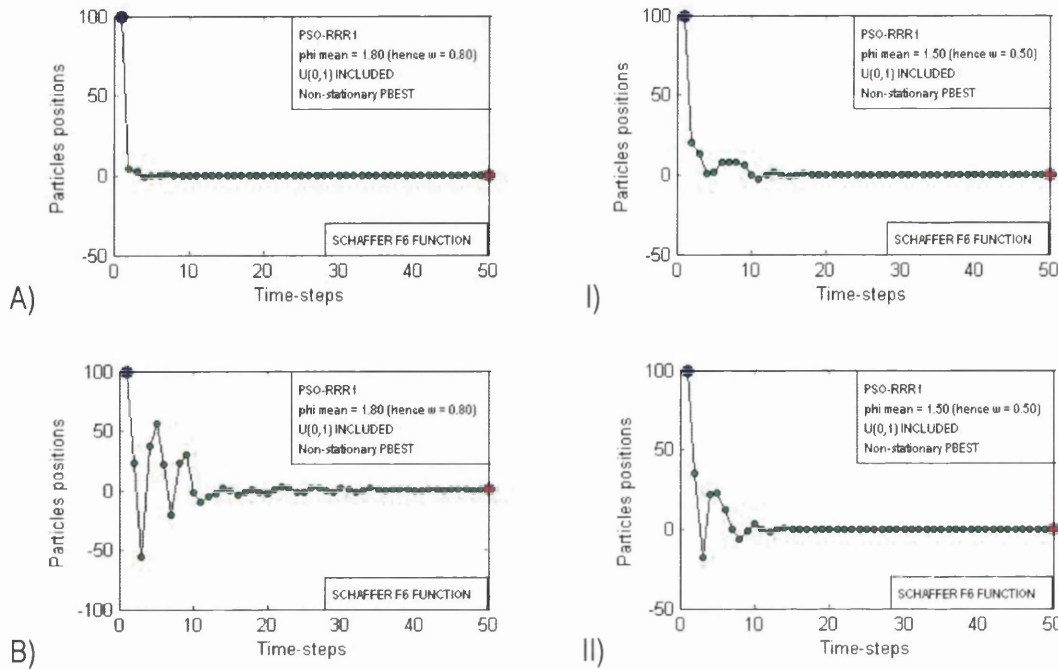 100
50
0
-50
Particles positions
PSO-RRR1
phi mean = 1.80 (hence w = 0.80)
U(0,1) INCLUDED
Non-stationary PBEST
SCHAFFER F6 FUNCTION
0 10 20 30 40 50
Time-steps
A)
100
50
0
-50
Particles positions
PSO-RRR1
phi mean = 1.50 (hence w = 0.50)
U(0,1) INCLUDED
Non-stationary PBEST
SCHAFFER F6 FUNCTION
0 10 20 30 40 50
Time-steps
I)
100
50
0
-50
-100
Particles positions
PSO-RRR1
phi mean = 1.80 (hence w = 0.80)
U(0,1) INCLUDED
Non-stationary PBEST
SCHAFFER F6 FUNCTION
0 10 20 30 40 50
Time-steps
B)
100
50
0
-50
Particles positions
PSO-RRR1
phi mean = 1.50 (hence w = 0.50)
U(0,1) INCLUDED
Non-stationary PBEST
SCHAFFER F6 FUNCTION
0 10 20 30 40 50
Time-steps
II)